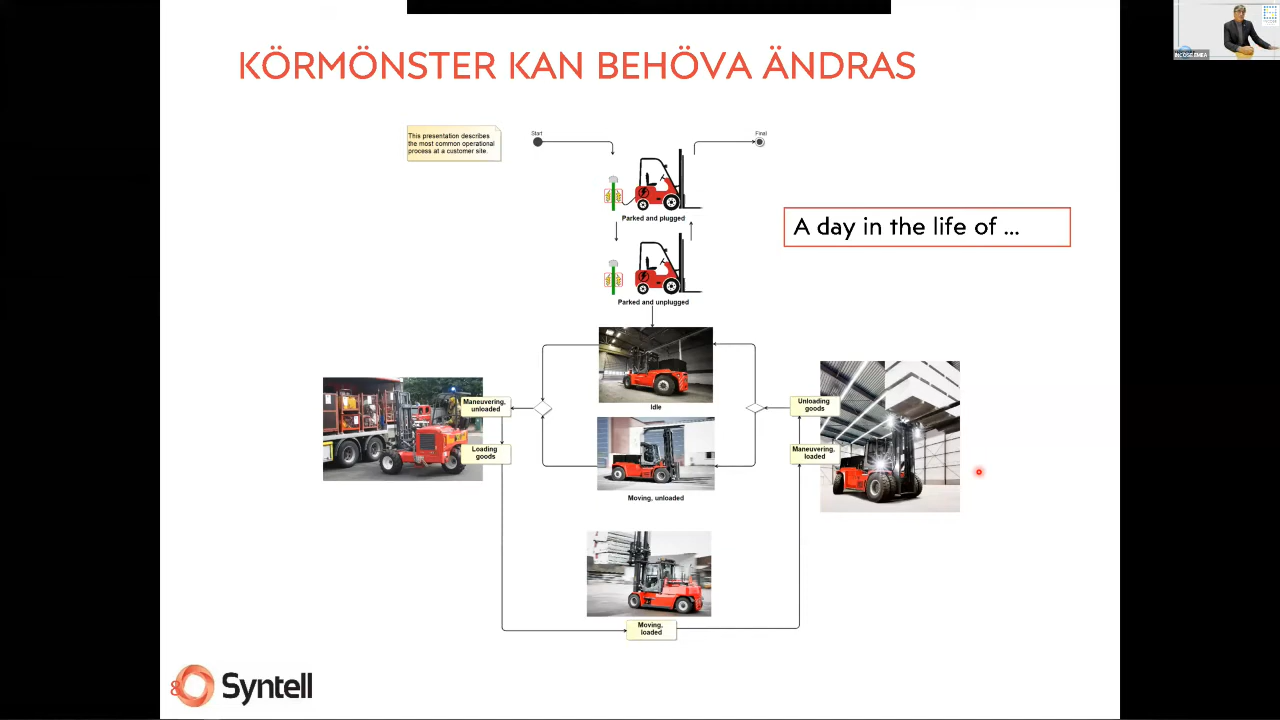 KÖRMÖNSTER KAN BEHÖVA ÄNDRAS
This presentation describes
the most common operational
process at a customer site.
Start
Final
Parked and plugged
A day in the life of ...
Parked and unplugged
Maneuvering,
unloaded
Idle
Unloading
goods
Loading
goods
Maneuvering,
loaded
Moving, unloaded
Moving,
loaded
8
Syntell